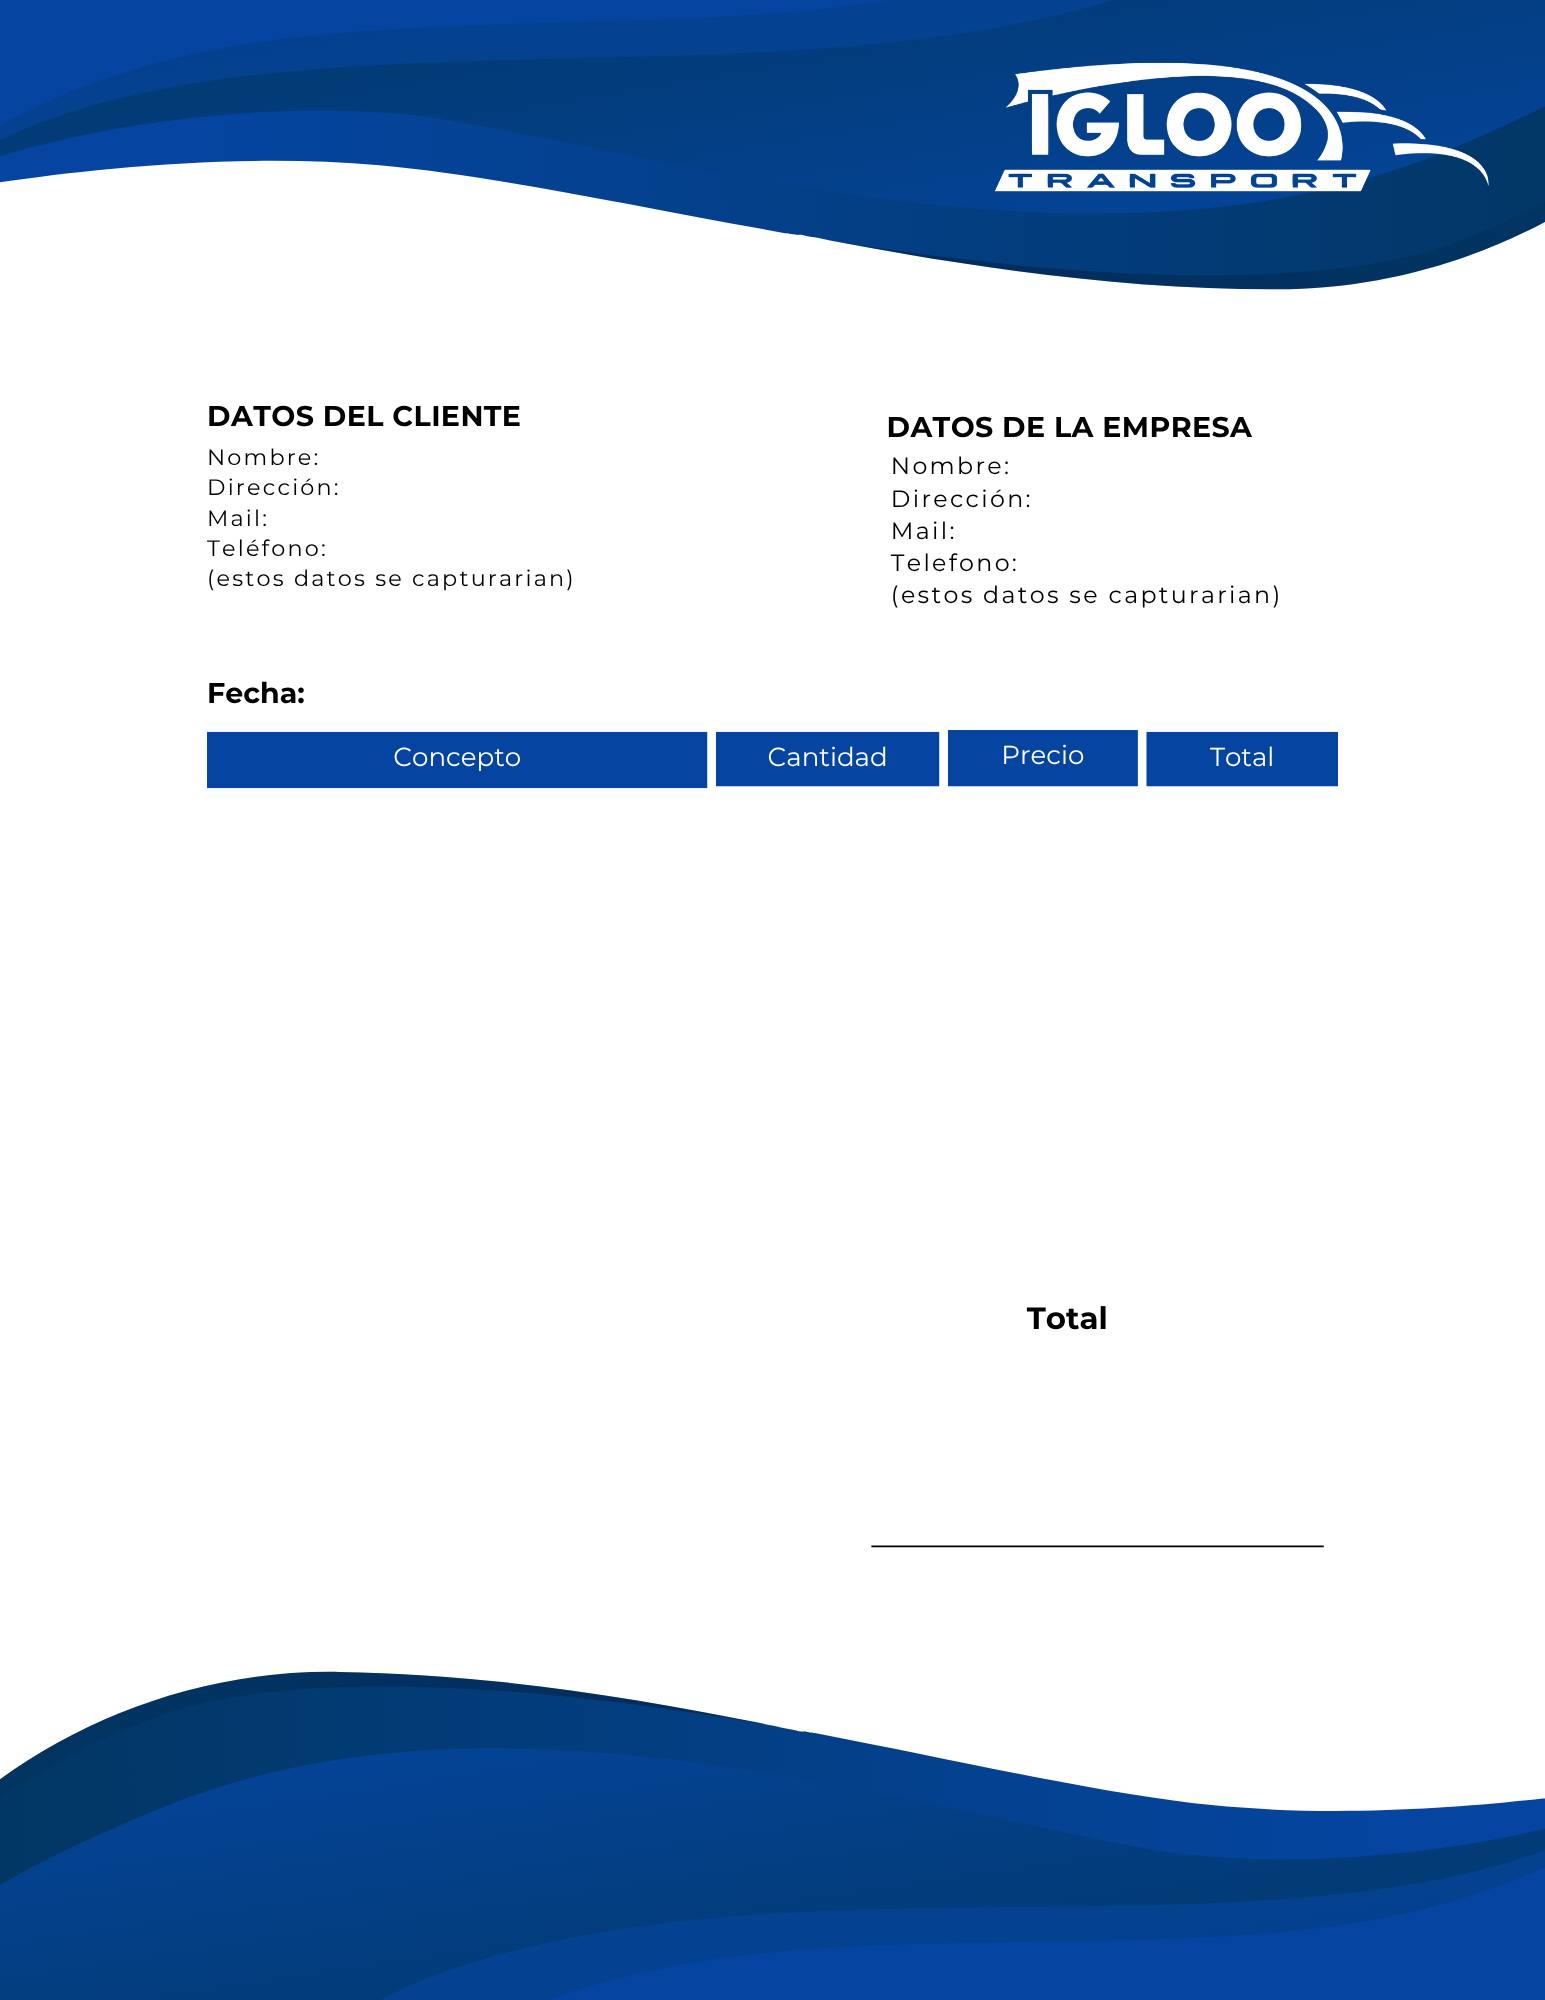 IGLOO
TRANSPORT
DATOS DEL CLIENTE
Nombre:
Dirección:
Mail:
Teléfono:
(estos datos se capturarian)
DATOS DE LA EMPRESA
Nombre:
Dirección:
Mail:
Telefono:
(estos datos se capturarian)
Fecha:
Concepto Cantidad Precio Total
Total